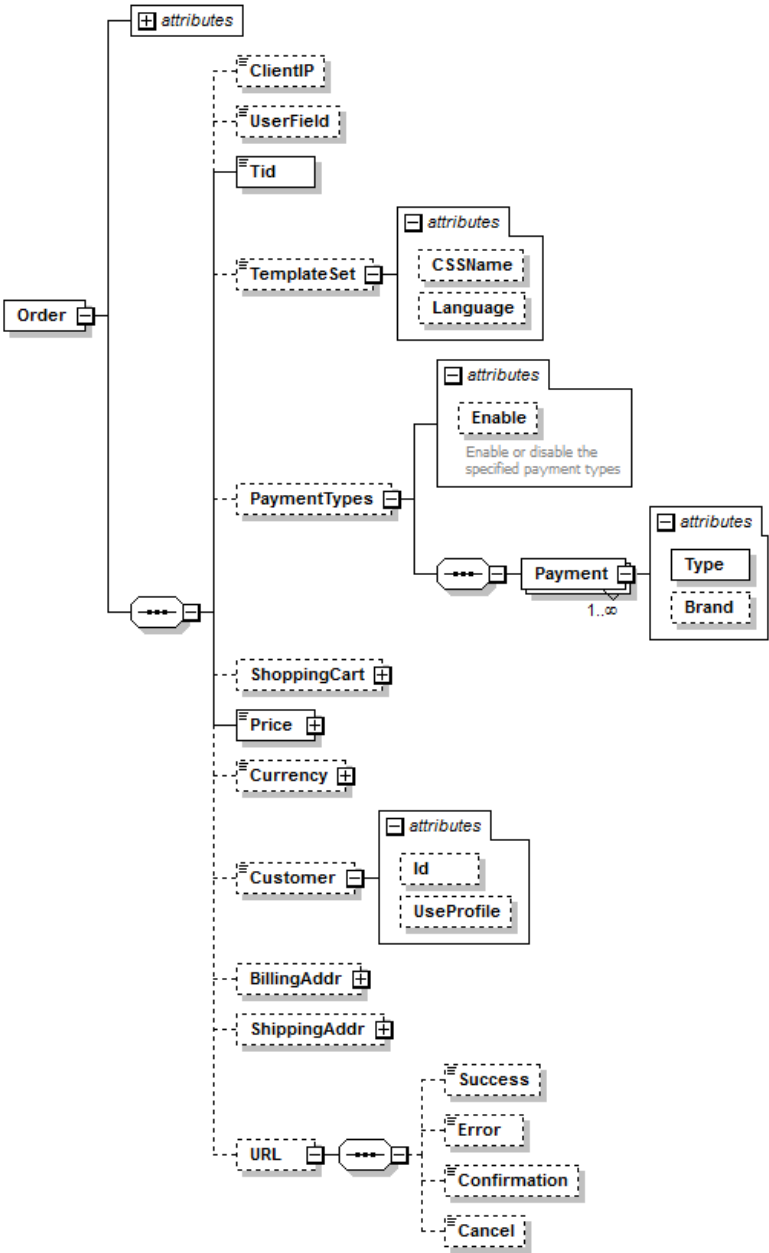 attributes
ClientIP
UserField
Tid
attributes
TemplateSet
CSSName
Language
Order
attributes
Enable
Enable or disable the
specified payment types
PaymentTypes
attributes
Payment
Type
Brand
1..∞
ShoppingCart
Price
Currency
attributes
Customer
Id
UseProfile
BillingAddr
ShippingAddr
Success
Error
URL
Confirmation
Cancel